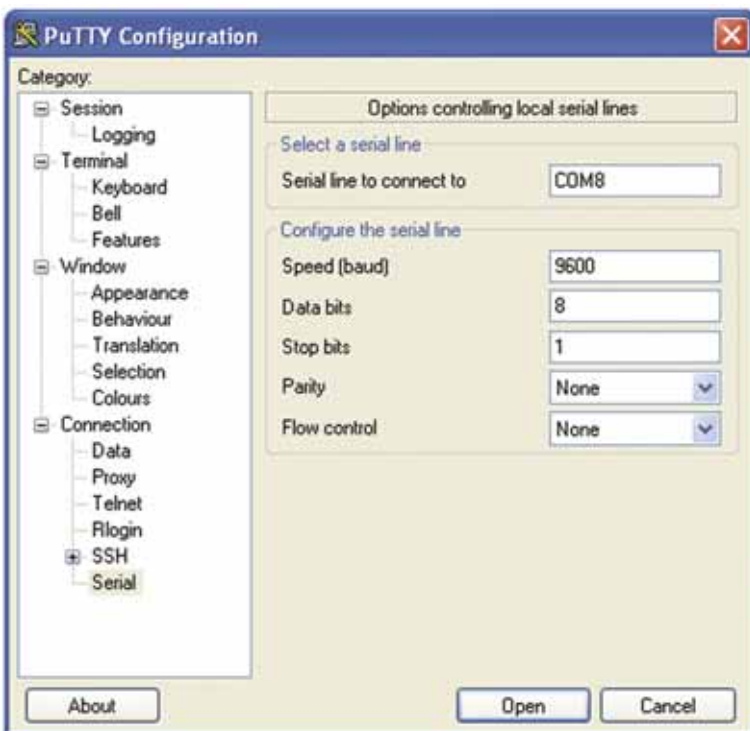 PuTTY Configuration
Category:
Session
Logging
Terminal
Keyboard
Bell
Features
Window
Appearance
Behaviour
Translation
Selection
Colours
Connection
Data
Proxy
Telnet
Rlogin
SSH
Serial
Options controlling local serial lines
Select a serial line
Serial line to connect to COM8
Configure the serial line
Speed (baud) 9600
Data bits 8
Stop bits 1
Parity None
Flow control None
About Open Cancel